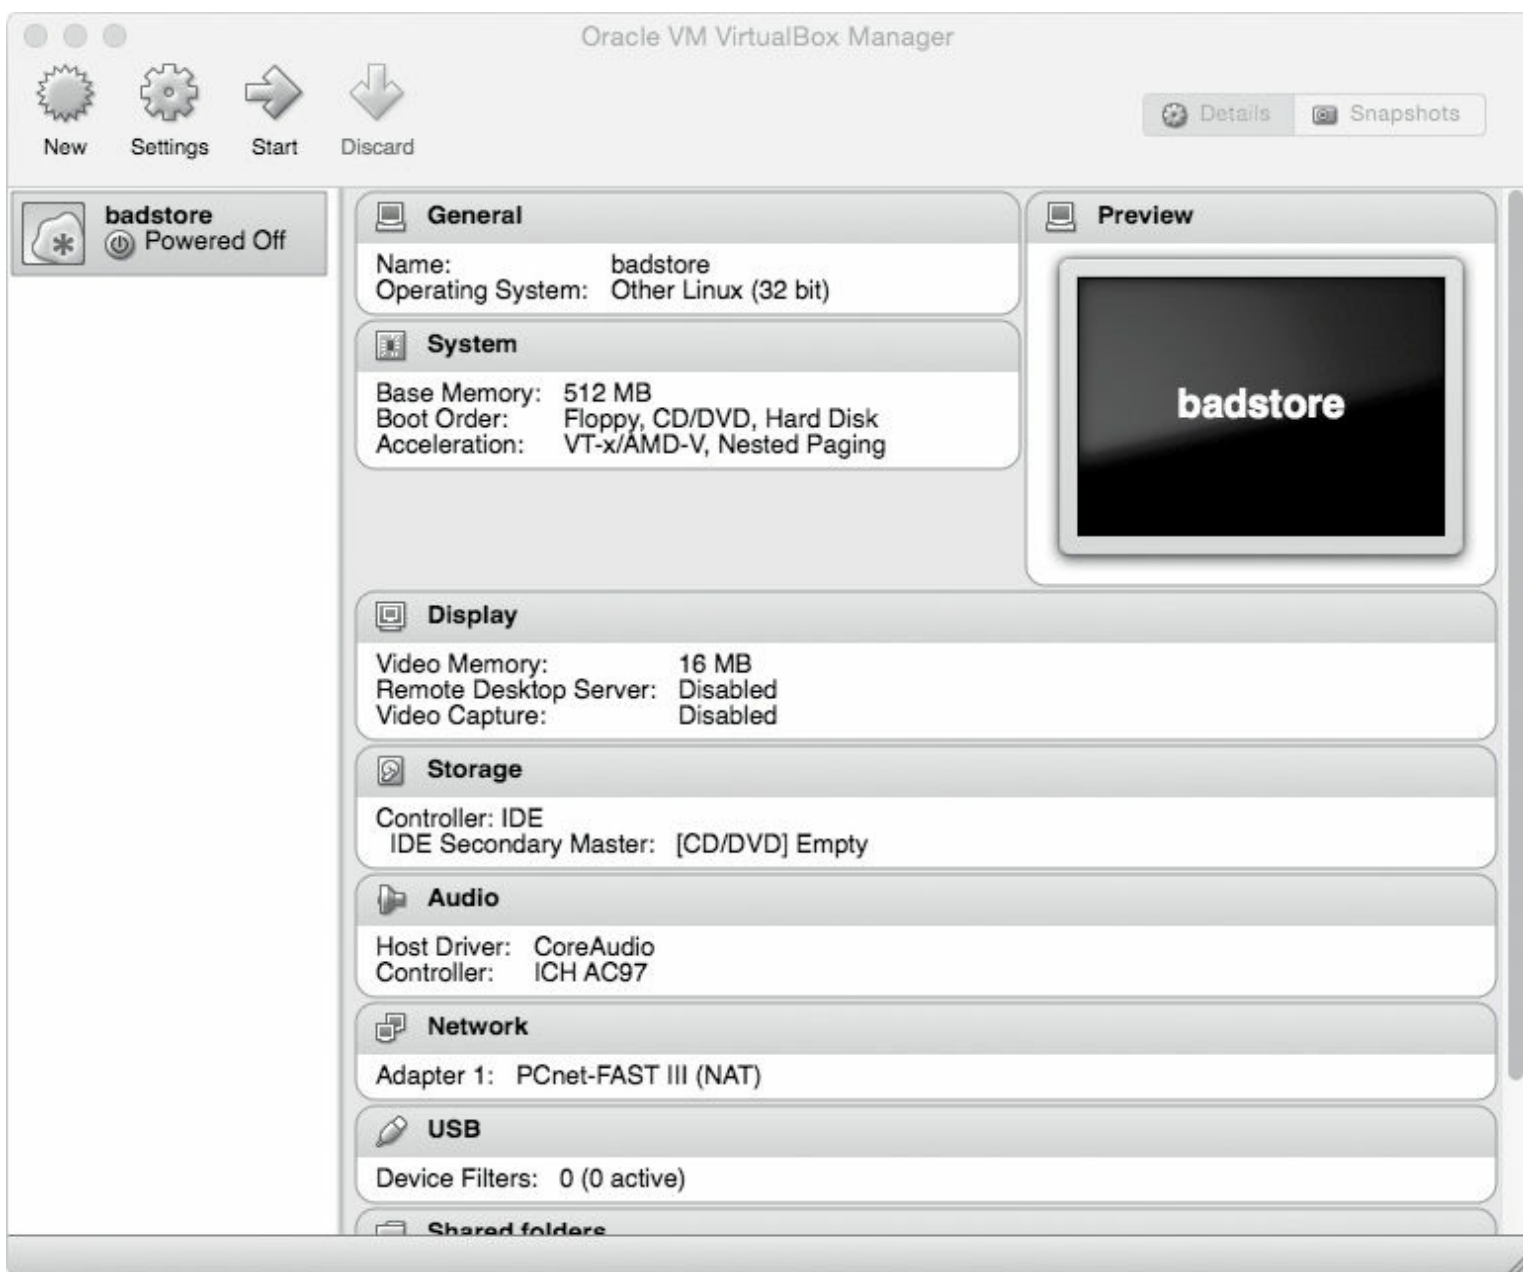 Oracle VM VirtualBox Manager
New Settings Start Discard
Details Snapshots
badstore
Powered Off
General
Name: badstore
Operating System: Other Linux (32 bit)
System
Base Memory: 512 MB
Boot Order: Floppy, CD/DVD, Hard Disk
Acceleration: VT-x/AMD-V, Nested Paging
Preview
badstore
Display
Video Memory: 16 MB
Remote Desktop Server: Disabled
Video Capture: Disabled
Storage
Controller: IDE
IDE Secondary Master: [CD/DVD] Empty
Audio
Host Driver: CoreAudio
Controller: ICH AC97
Network
Adapter 1: PCnet-FAST III (NAT)
USB
Device Filters: 0 (0 active)
Shared folders